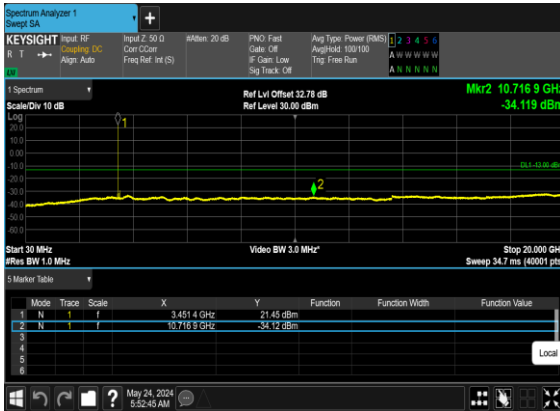 Spectrum Analyzer 1
Swept SA
+
KEYSIGHT Input: RF Input Z: 50 Ω #Atten: 20 dB PNO: Fast Avg Type: Power (RMS) 1 2 3 4 5 6
R T Coupling: DC Corr CCorr Gate: Off Avg|Hold: 100/100 A W W W W W
Align: Auto Freq Ref: Int (S) IF Gain: Low Trig: Free Run
Sig Track: Off A N N N N N
1 Spectrum Ref Lvl Offset 32.78 dB Mkr2 10.716 9 GHz
Scale/Div 10 dB Ref Level 30.00 dBm -34.119 dBm
Log
20.0
10.0
0.00
-10.0
-20.0
-30.0
-40.0
-50.0
-60.0
1
2
DL1 -13.00 dBm
Start 30 MHz Video BW 3.0 MHz* Stop 20.000 GHz
#Res BW 1.0 MHz Sweep 34.7 ms (40001 pts)
5 Marker Table
Mode Trace Scale X Y Function Function Width Function Value
1 N 1 f 3.451 4 GHz 21.45 dBm
2 N 1 f 10.716 9 GHz -34.12 dBm
3
4
5
6
Local
? May 24, 2024
5:52:45 AM